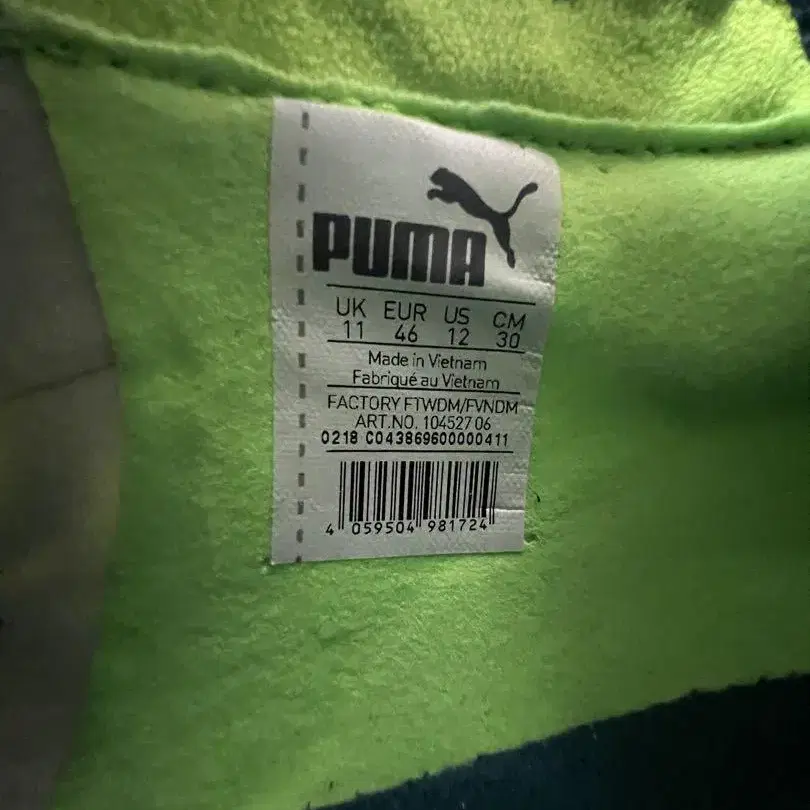 PUMA
UK EUR US CM
11 46 12 30
Made in Vietnam
Fabriqué au Vietnam
FACTORY FTWDM/FVNDM
ART.NO. 104527 06
0218 C043869600000411
4 059504 981724